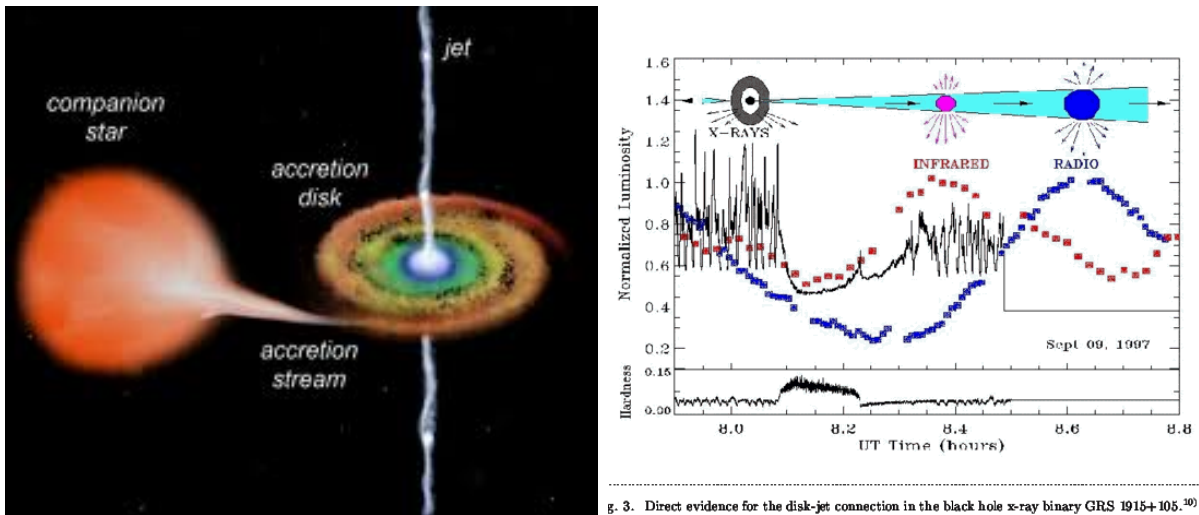 jet
companion
star
accretion
disk
accretion
stream
1.6
1.4
1.2
1.0
0.8
0.6
0.4
0.2
Normalized Luminosity
X-RAYS
INFRARED
RADIO
Sept 09, 1997
0.15
0.00
Hardness
8.0
8.2
8.4
8.6
8.8
UT Time (hours)
g. 3. Direct evidence for the disk-jet connection in the black hole x-ray binary GRS 1915+105.10)